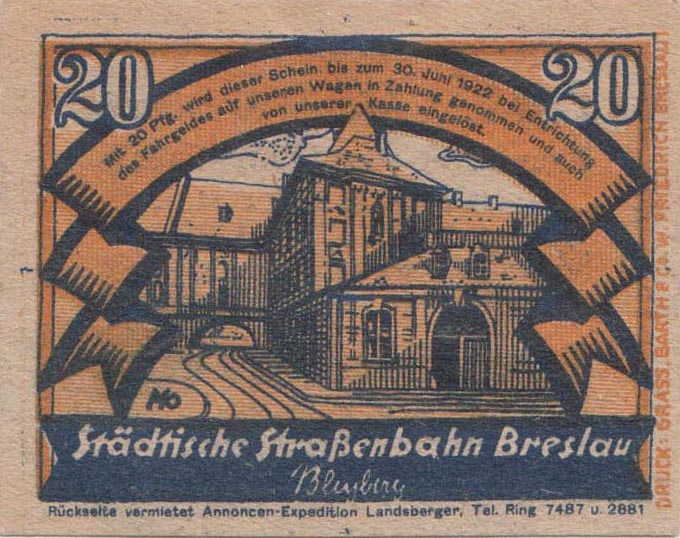 20
20
Mit 20 Pfg. wird dieser Schein bis zum 30. Juni 1922 bei Entrichtung
des Fahrgeldes auf unseren Wagen in Zahlung genommen und auch
von unserer Kasse eingelöst.
Städtische Straßenbahn Breslau
Bleyberg
Rückseite vermietet Annoncen-Expedition Landsberger, Tel. Ring 7487 u. 2881
DRUCK: GRASS, BARTH & C. W. FRIEDRICH BRESLAU